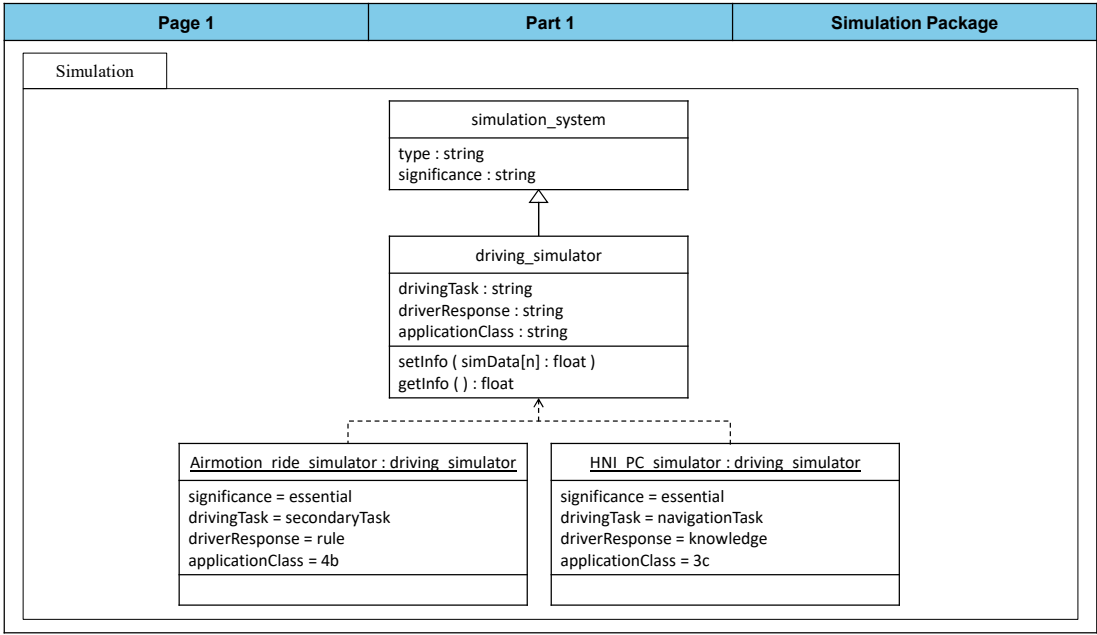 Page 1
Part 1
Simulation Package
Simulation
simulation_system
type : string
significance : string
driving_simulator
drivingTask : string
driverResponse : string
applicationClass : string
setInfo ( simData[n] : float )
getInfo ( ) : float
Airmotion_ride_simulator : driving_simulator
significance = essential
drivingTask = secondaryTask
driverResponse = rule
applicationClass = 4b
HNI_PC_simulator : driving_simulator
significance = essential
drivingTask = navigationTask
driverResponse = knowledge
applicationClass = 3c